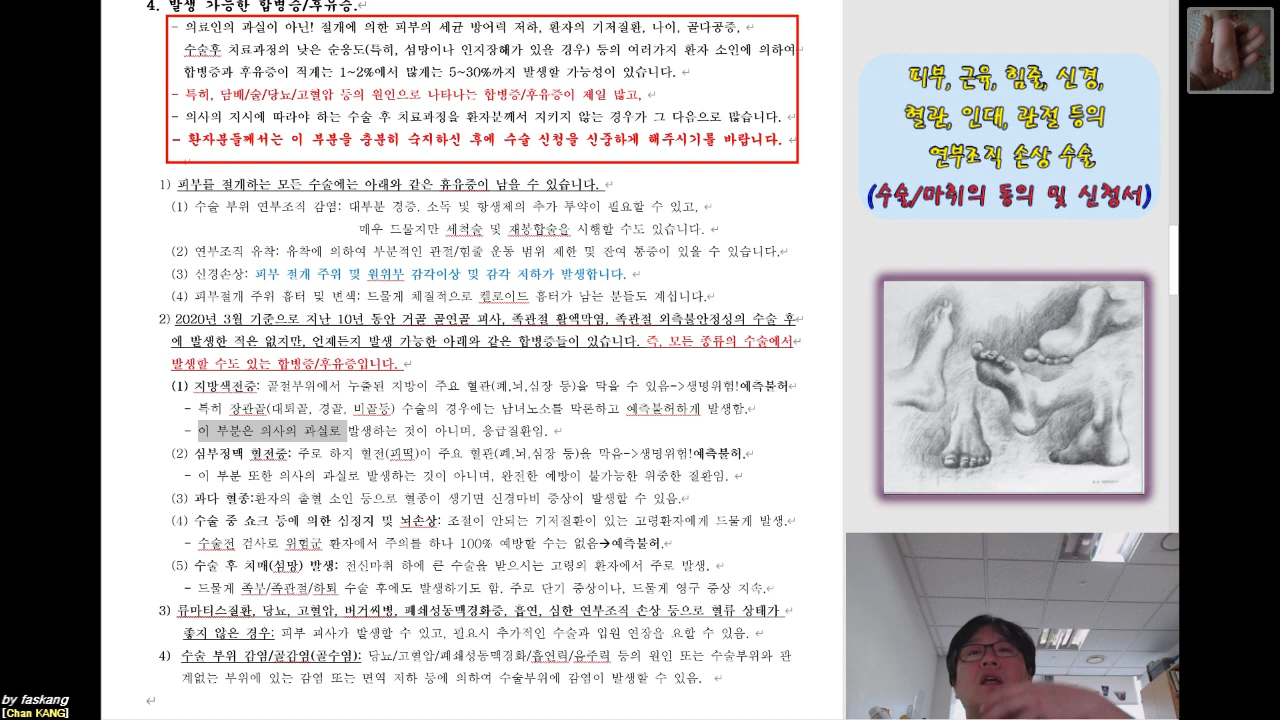 4. 발생 가능한 합병증/후유증.
- 의료인의 과실이 아닌! 절개에 의한 피부의 세균 방어력 저하, 환자의 기저질환, 나이, 골다공증,
수술후 치료과정의 낮은 순응도(특히, 섬망이나 인지장해가 있을 경우) 등의 여러가지 환자 소인에 의하여
합병증과 후유증이 적게는 1~2%에서 많게는 5~30%까지 발생할 가능성이 있습니다.
- 특히, 담배/술/당뇨/고혈압 등의 원인으로 나타나는 합병증/후유증이 제일 많고,
- 의사의 지시에 따라야 하는 수술 후 치료과정을 환자분께서 지키지 않는 경우가 그 다음으로 많습니다.
- 환자분들께서는 이 부분을 충분히 숙지하신 후에 수술 신청을 신중하게 해주시기를 바랍니다.
1) 피부를 절개하는 모든 수술에는 아래와 같은 휴유증이 남을 수 있습니다.
(1) 수술 부위 연부조직 감염: 대부분 경증. 소독 및 항생제의 추가 투약이 필요할 수 있고,
매우 드물지만 세척술 및 재봉합술을 시행할 수도 있습니다.
(2) 연부조직 유착: 유착에 의하여 부분적인 관절/힘줄 운동 범위 제한 및 잔여 통증이 있을 수 있습니다.
(3) 신경손상: 피부 절개 주위 및 원위부 감각이상 및 감각 저하가 발생합니다.
(4) 피부절개 주위 흉터 및 변색: 드물게 체질적으로 켈로이드 흉터가 남는 분들도 계십니다.
2) 2020년 3월 기준으로 지난 10년 동안 거골 골연골 괴사, 족관절 활액막염, 족관절 외측불안정성의 수술 후
에 발생한 적은 없지만, 언제든지 발생 가능한 아래와 같은 합병증들이 있습니다. 즉, 모든 종류의 수술에서
발생할 수도 있는 합병증/후유증입니다.
(1) 지방색전증: 골절부위에서 누출된 지방이 주요 혈관(폐,뇌,심장 등)을 막을 수 있음->생명위험!예측불허
- 특히 장관골(대퇴골, 경골, 비골등) 수술의 경우에는 남녀노소를 막론하고 예측불허하게 발생함.
- 이 부분은 의사의 과실로 발생하는 것이 아니며, 응급질환임.
(2) 심부정맥 혈전증: 주로 하지 혈전(피떡)이 주요 혈관(폐,뇌,심장 등)을 막음->생명위험!예측불허.
- 이 부분 또한 의사의 과실로 발생하는 것이 아니며, 완전한 예방이 불가능한 위중한 질환임.
(3) 과다 혈종:환자의 출혈 소인 등으로 혈종이 생기면 신경마비 증상이 발생할 수 있음.
(4) 수술 중 쇼크 등에 의한 심정지 및 뇌손상: 조절이 안되는 기저질환이 있는 고령환자에게 드물게 발생.
- 수술전 검사로 위험군 환자에서 주의를 하나 100% 예방할 수는 없음→예측불허.
(5) 수술 후 치매(섬망) 발생: 전신마취 하에 큰 수술을 받으시는 고령의 환자에서 주로 발생.
- 드물게 족부/족관절/하퇴 수술 후에도 발생하기도 함. 주로 단기 증상이나, 드물게 영구 증상 지속.
3) 류마티스질환, 당뇨, 고혈압, 버거씨병, 폐쇄성동맥경화증, 흡연, 심한 연부조직 손상 등으로 혈류 상태가
좋지 않은 경우: 피부 괴사가 발생할 수 있고, 필요시 추가적인 수술과 입원 연장을 요할 수 있음.
4) 수술 부위 감염/골감염(골수염): 당뇨/고혈압/폐쇄성동맥경화/흡연력/음주력 등의 원인 또는 수술부위와 관
계없는 부위에 있는 감염 또는 면역 저하 등에 의하여 수술부위에 감염이 발생할 수 있음.
피부, 근육, 힘줄, 신경,
혈관, 인대, 관절 등의
연부조직 손상 수술
(수술/마취의 동의 및 신청서)
by faskang
[Chan KANG]